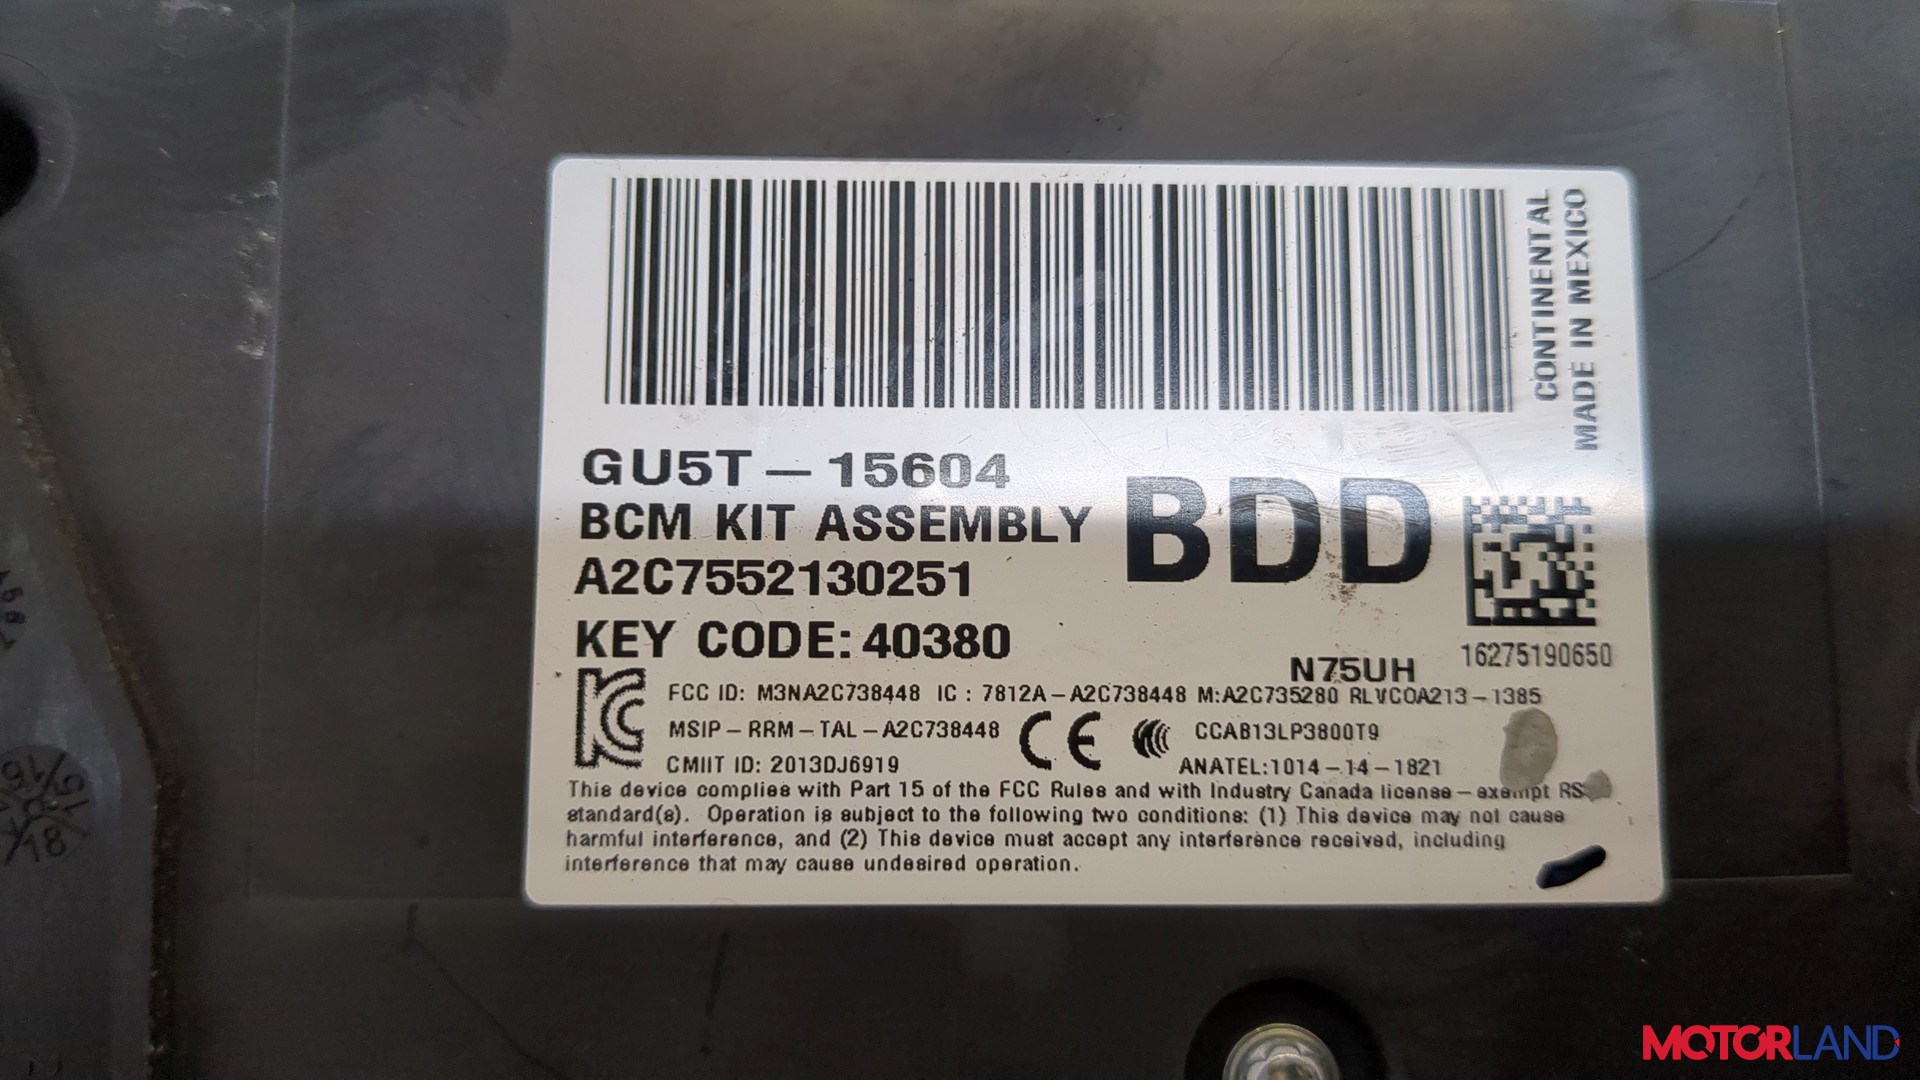 CONTINENTAL
MADE IN MEXICO
GU5T-15604
BCM KIT ASSEMBLY
BDD
A2C7552130251
KEY CODE: 40380
N75UH
16275190650
FCC ID: M3NA2C738448 IC : 7812A-A2C738448 M:A2C735280 RLVCOA213-1385
MSIP-RRM-TAL-A2C738448 CE CCAB13LP3800T9
CMIIT ID: 2013DJ6919 ANATEL:1014-14-1821
This device complies with Part 15 of the FCC Rules and with Industry Canada license-exempt RS
standard(s). Operation is subject to the following two conditions: (1) This device may not cause
harmful interference, and (2) This device must accept any interference received, including
interference that may cause undesired operation.
MOTORLAND